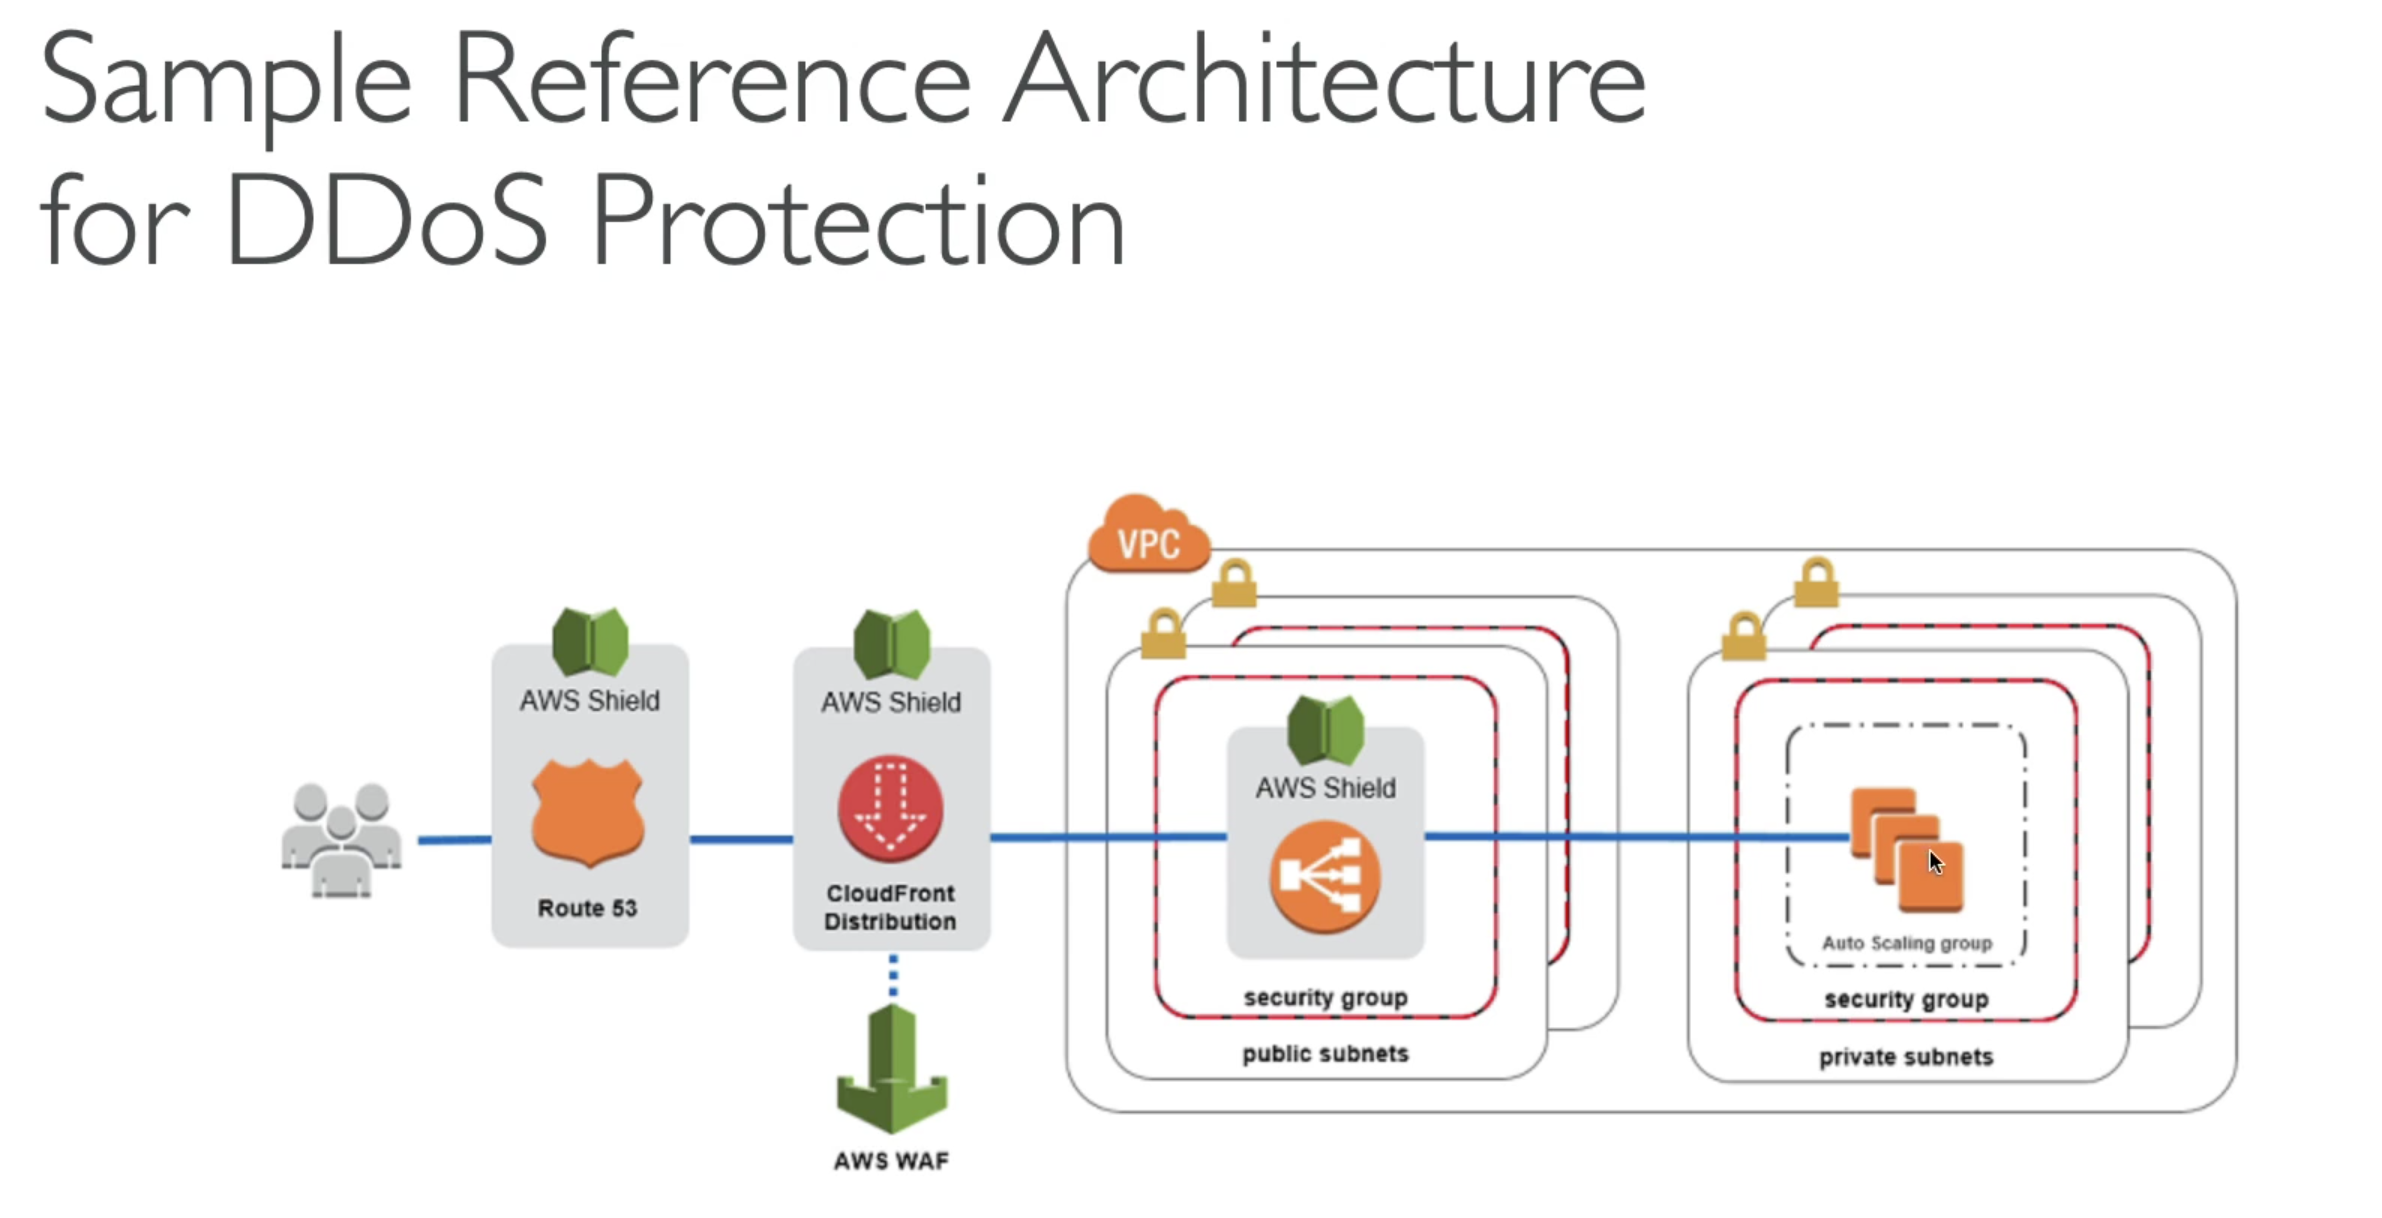 Sample Reference Architecture
for DDoS Protection
VPC
AWS Shield
Route 53
AWS Shield
CloudFront
Distribution
AWS WAF
AWS Shield
security group
public subnets
Auto Scaling group
security group
private subnets